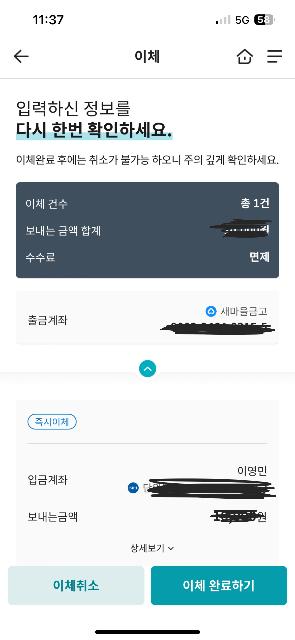 11:37
5G 58
이체
입력하신 정보를
다시 한번 확인하세요.
이체완료 후에는 취소가 불가능 하오니 주의 깊게 확인하세요.
이체 건수 총 1건
보내는 금액 합계
수수료 면제
새마을금고
출금계좌
즉시이체
이영민
입금계좌
보내는금액 원
상세보기
이체취소 이체 완료하기